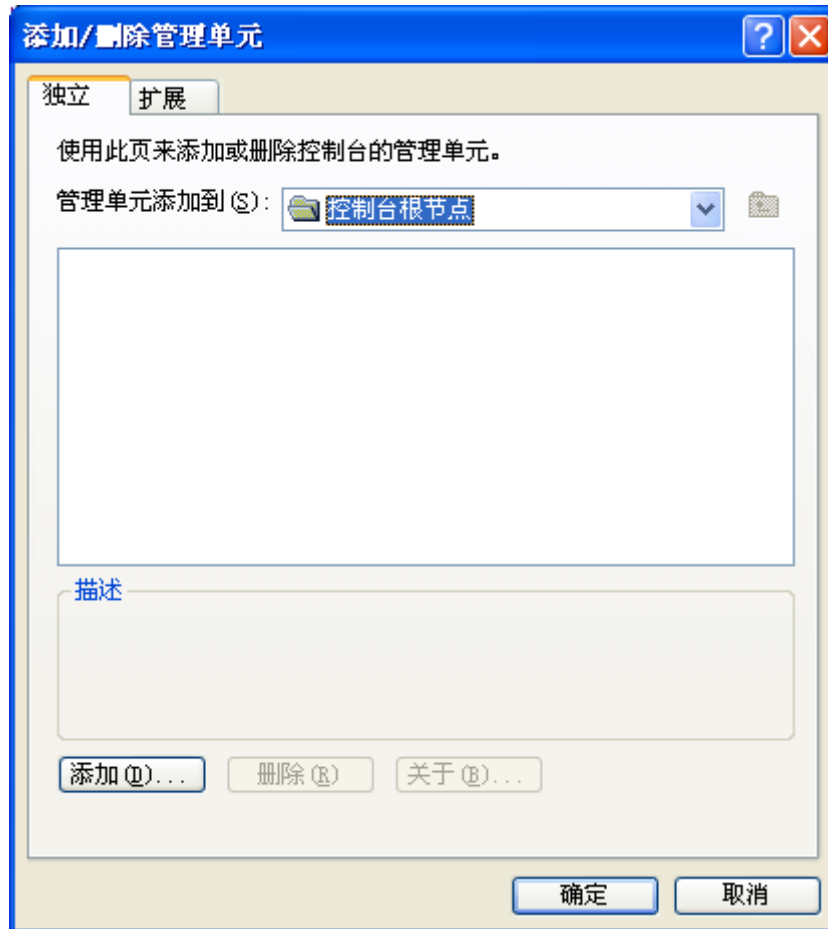 添加/删除管理单元
独立 扩展
使用此页来添加或删除控制台的管理单元。
管理单元添加到(S): 控制台根节点
描述
添加(D)... 删除(R) 关于(B)...
确定 取消